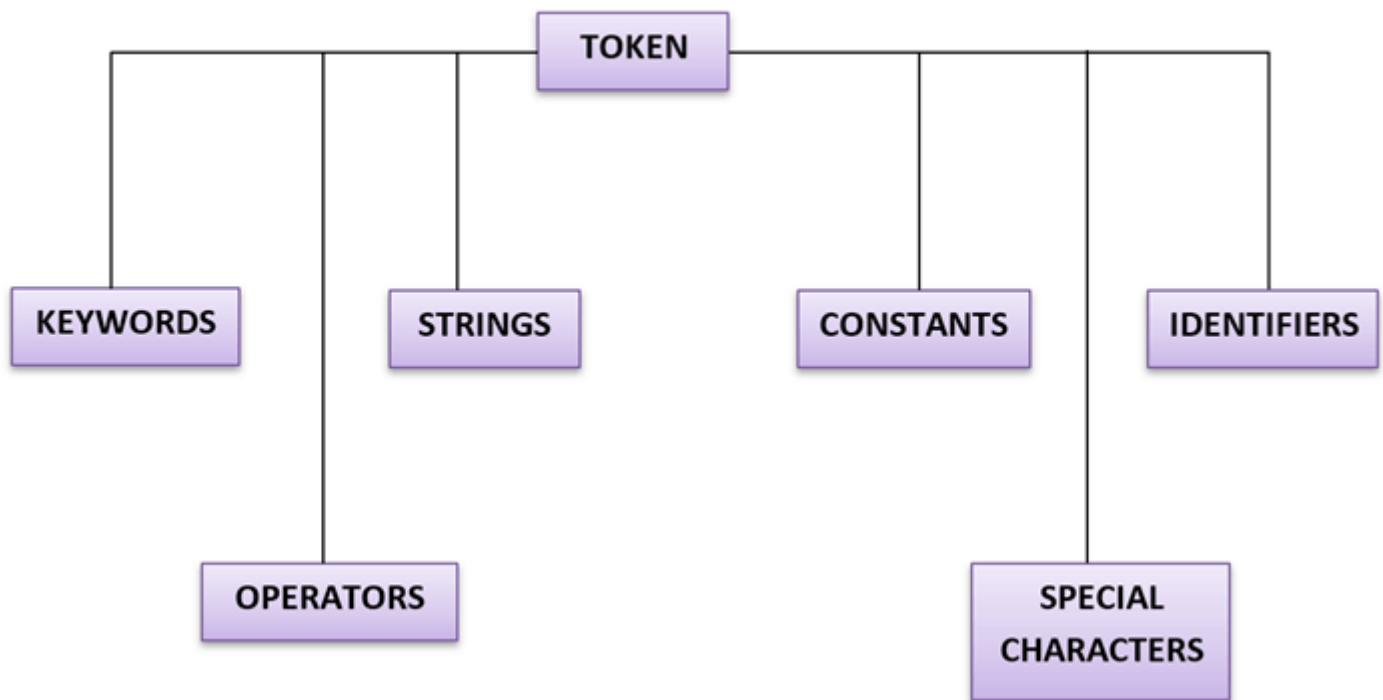 TOKEN
KEYWORDS
STRINGS
CONSTANTS
IDENTIFIERS
OPERATORS
SPECIAL
CHARACTERS